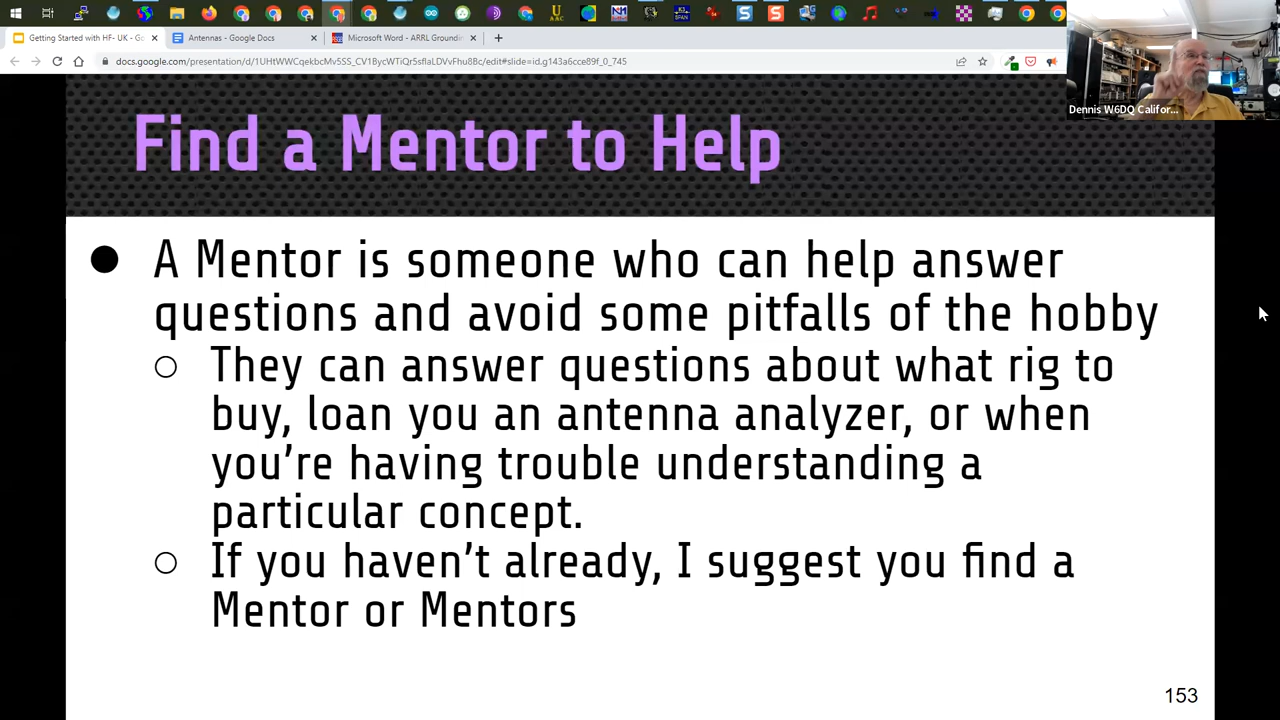 Getting Started with HF- UK - Go
Antennas - Google Docs
Microsoft Word - ARRL Groundin
docs.google.com/presentation/d/1UHtWWCqekbcMv5SS_CV1BycWTiQr5sflaLDVvFhu8Bc/edit#slide=id.g143a6cce89f_0_745
Dennis W6DQ Califor...
Find a Mentor to Help
● A Mentor is someone who can help answer
questions and avoid some pitfalls of the hobby
○ They can answer questions about what rig to
buy, loan you an antenna analyzer, or when
you’re having trouble understanding a
particular concept.
○ If you haven’t already, I suggest you find a
Mentor or Mentors
153